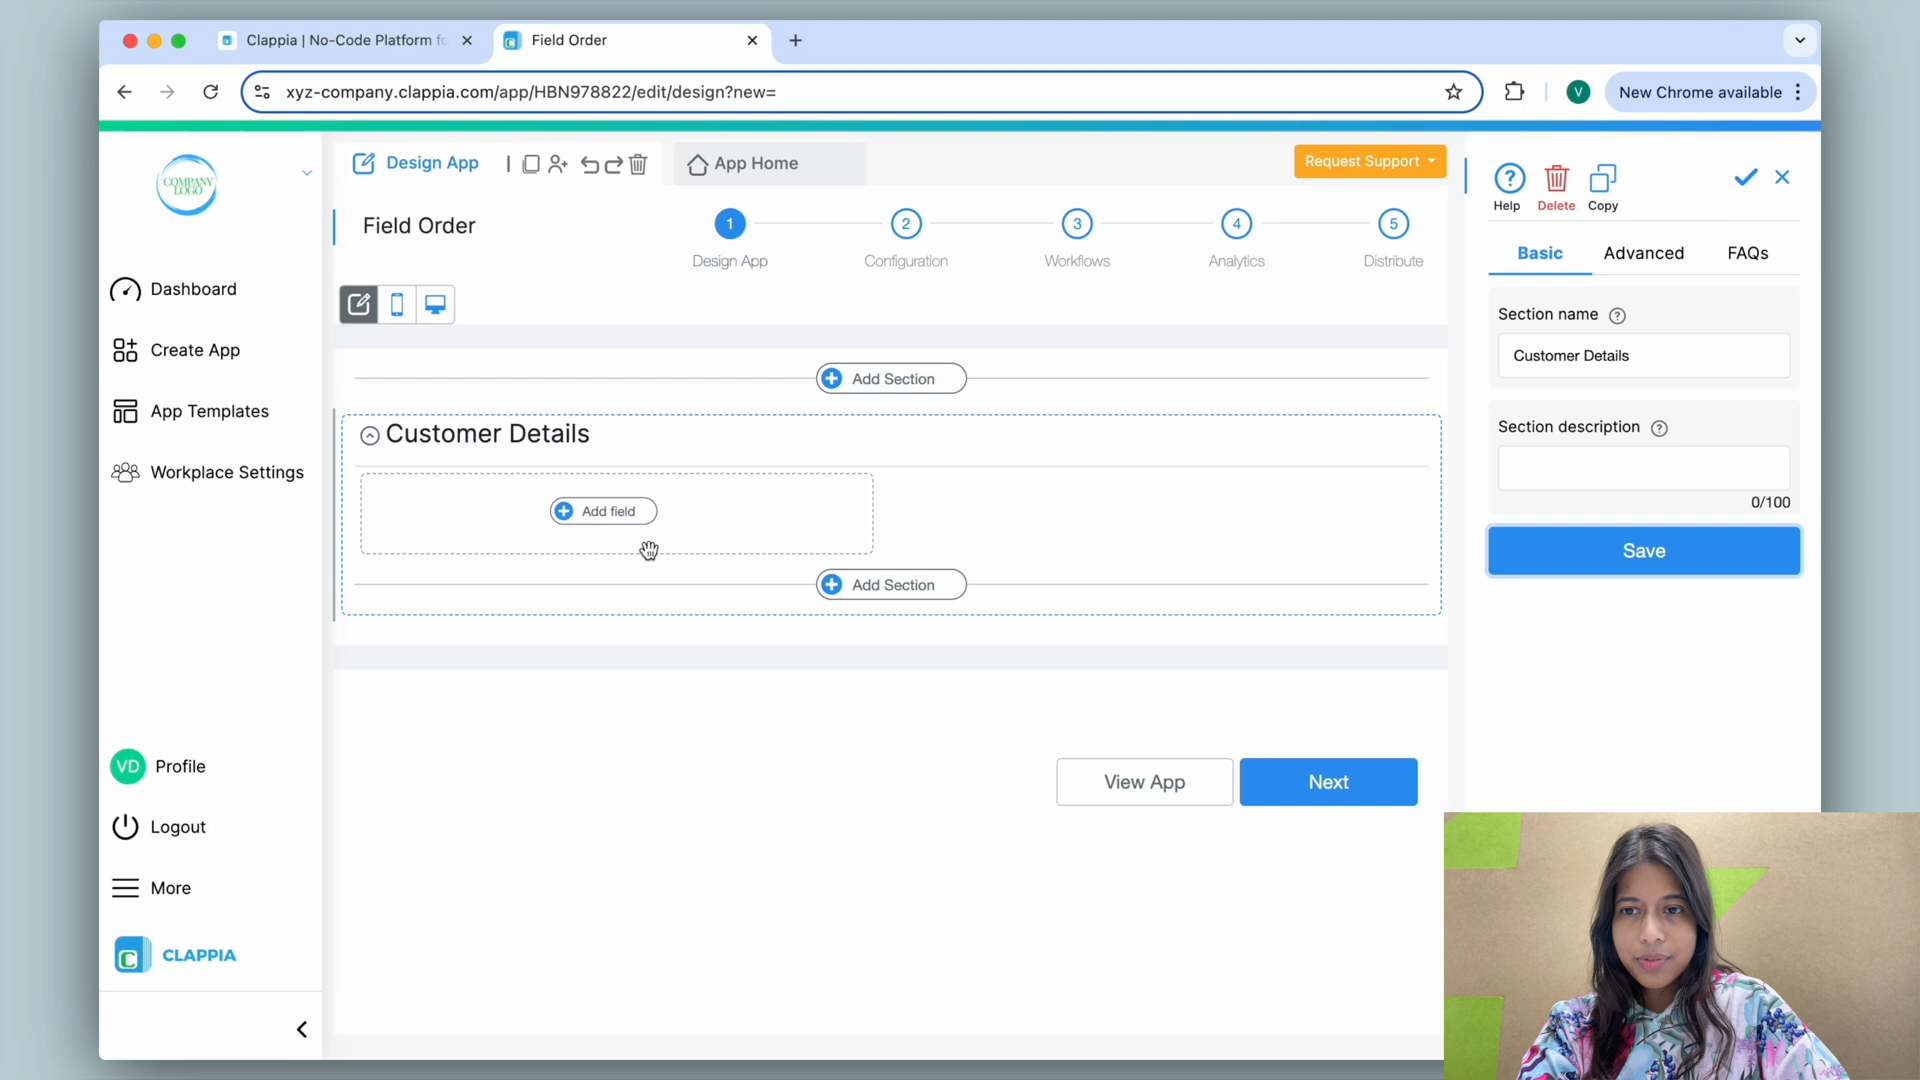 Clappia | No-Code Platform fo
Field Order
xyz-company.clappia.com/app/HBN978822/edit/design?new=
V
New Chrome available
COMPANY
LOGO
Design App
App Home
Request Support
Help
Delete
Copy
Field Order
1
2
3
4
5
Design App
Configuration
Workflows
Analytics
Distribute
Basic
Advanced
FAQs
Dashboard
Create App
App Templates
Workplace Settings
Section name ?
Customer Details
Add Section
Section description ?
0/100
Customer Details
Add field
Save
Add Section
View App
Next
VD Profile
Logout
More
CLAPPIA